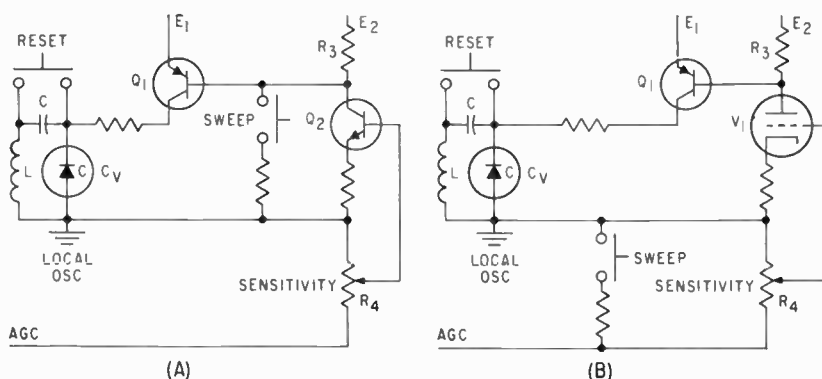 E1
E2
RESET
R3
Q1
C
SWEEP
Q2
L
C
CV
LOCAL
OSC
SENSITIVITY
R4
AGC
(A)
E1
E2
RESET
R3
Q1
C
V1
L
C
CV
LOCAL
OSC
SWEEP
SENSITIVITY
R4
AGC
(B)